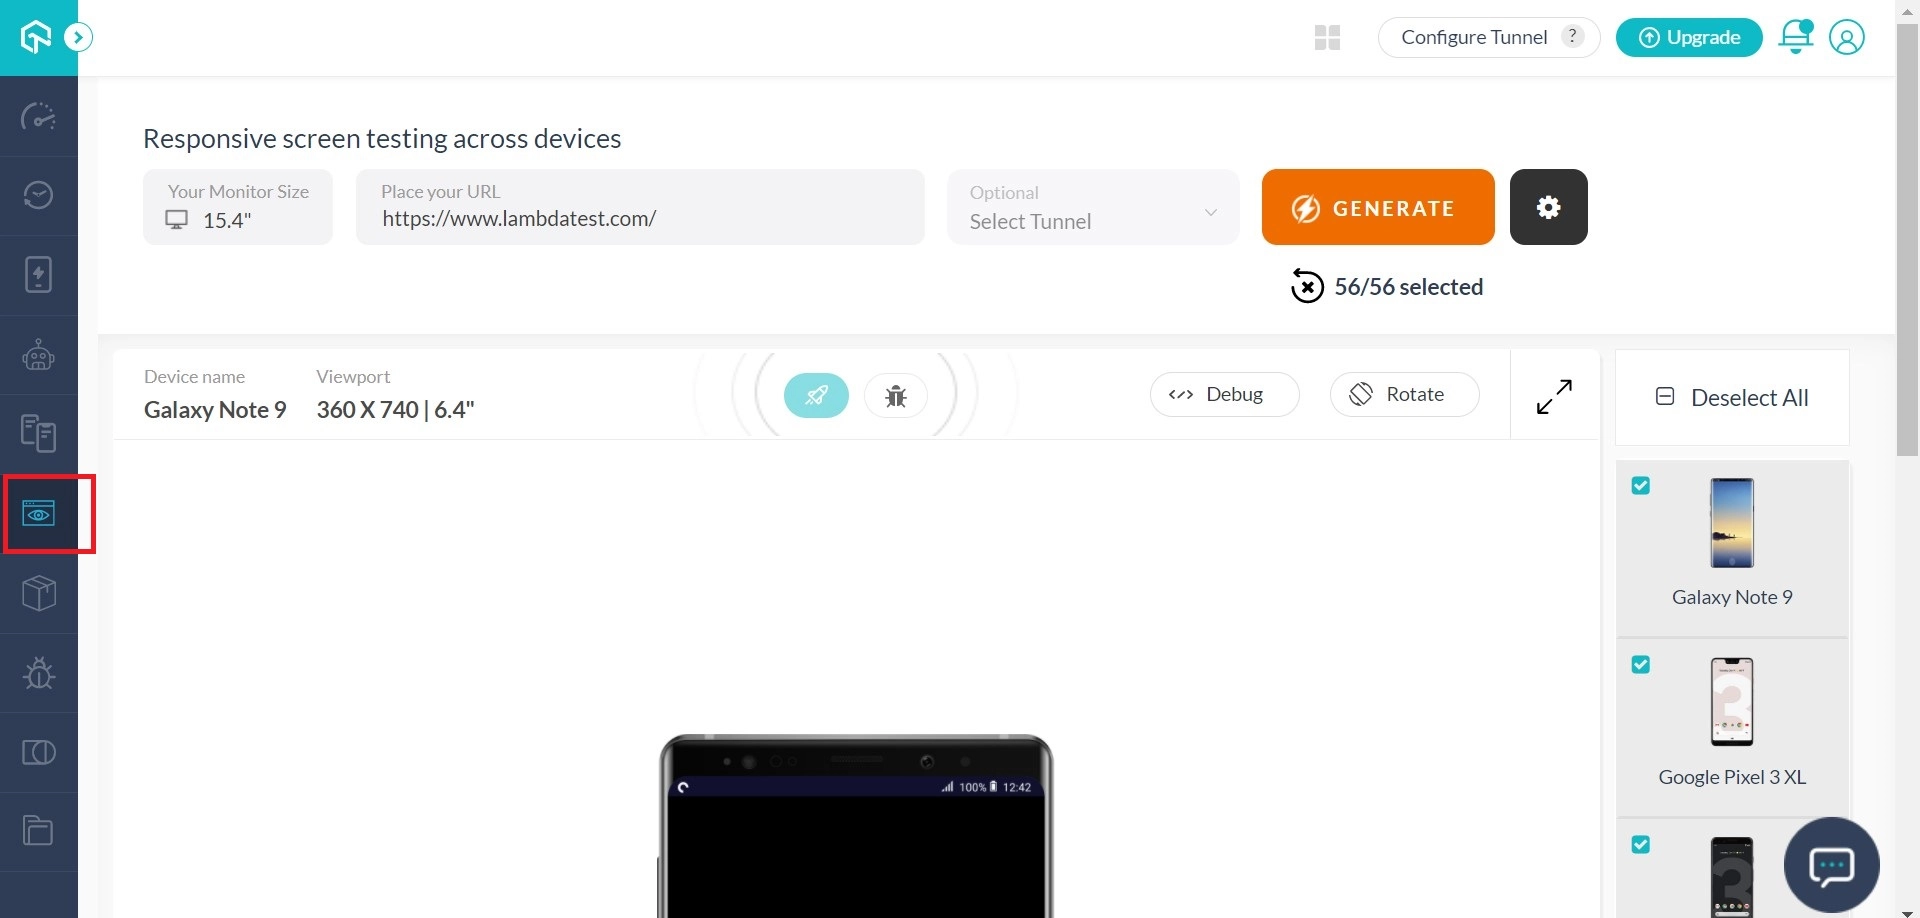 Configure Tunnel ?
Upgrade
Responsive screen testing across devices
Your Monitor Size
15.4"
Place your URL
https://www.lambdatest.com/
Optional
Select Tunnel
GENERATE
56/56 selected
Device name
Galaxy Note 9
Viewport
360 X 740 | 6.4"
Debug
Rotate
Deselect All
Galaxy Note 9
Google Pixel 3 XL
100% 12:42